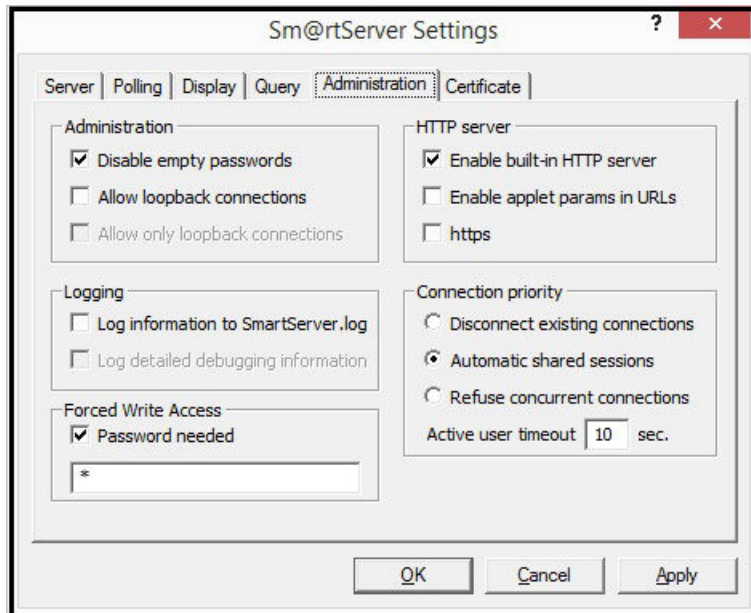 Sm@rtServer Settings
?
Server
Polling
Display
Query
Administration
Certificate
Administration
Disable empty passwords
Allow loopback connections
Allow only loopback connections
Logging
Log information to SmartServer.log
Log detailed debugging information
Forced Write Access
Password needed
*
HTTP server
Enable built-in HTTP server
Enable applet params in URLs
https
Connection priority
Disconnect existing connections
Automatic shared sessions
Refuse concurrent connections
Active user timeout 10 sec.
OK
Cancel
Apply